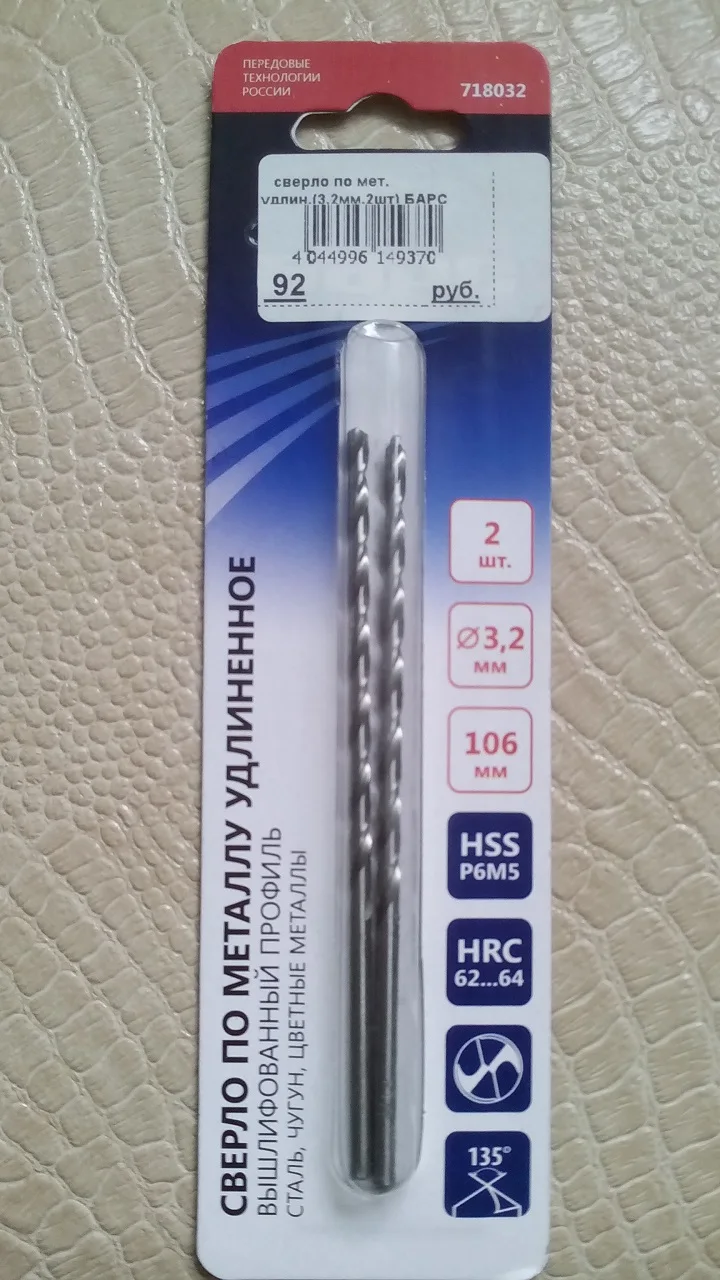 ПЕРЕДОВЫЕ
ТЕХНОЛОГИИ
РОССИИ
718032
сверло по мет.
удлин.(3,2мм,2шт) БАРС
4 044996 149370
92 руб.
2
шт.
Ø3,2
мм
106
мм
HSS
Р6М5
HRC
62...64
135°
СВЕРЛО ПО МЕТАЛЛУ УДЛИНЕННОЕ
ВЫШЛИФОВАННЫЙ ПРОФИЛЬ
СТАЛЬ, ЧУГУН, ЦВЕТНЫЕ МЕТАЛЛЫ